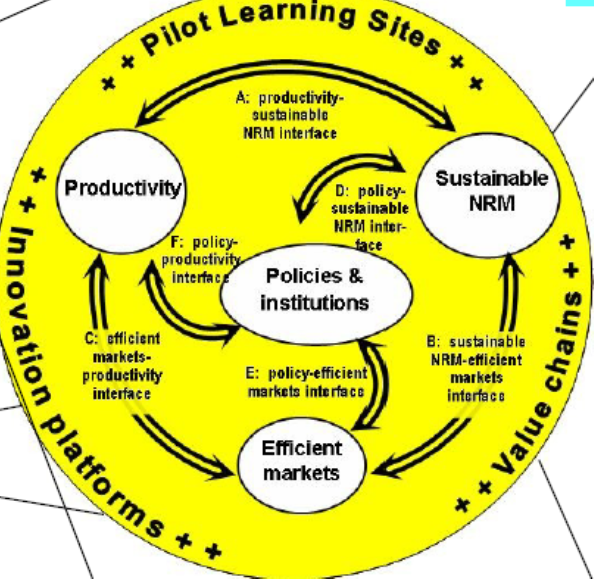 + + Pilot Learning Sites + +
A: productivity-
sustainable
NRM interface
Productivity
Sustainable
NRM
D: policy-
sustainable
NRM inter-
face
F: policy-
productivity
interface
Policies &
institutions
C: efficient
markets-
productivity
interface
E: policy-efficient
markets interface
B: sustainable
NRM-efficient
markets
interface
Efficient
markets
+ + Innovation platforms + +
+ + Value chains + +